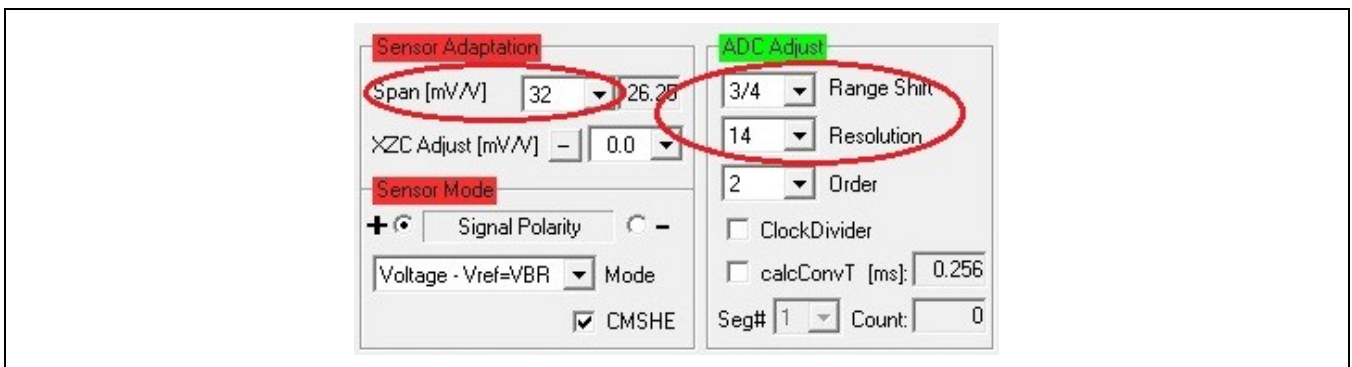 Sensor Adaptation
Span [mV/V] 32 26.25
XZC Adjust [mV/V] - 0.0
Sensor Mode
+ Signal Polarity -
Voltage - Vref=VBR Mode
CMSHE
ADC Adjust
3/4 Range Shift
14 Resolution
2 Order
ClockDivider
calcConvT [ms]: 0.256
Seg# 1 Count: 0